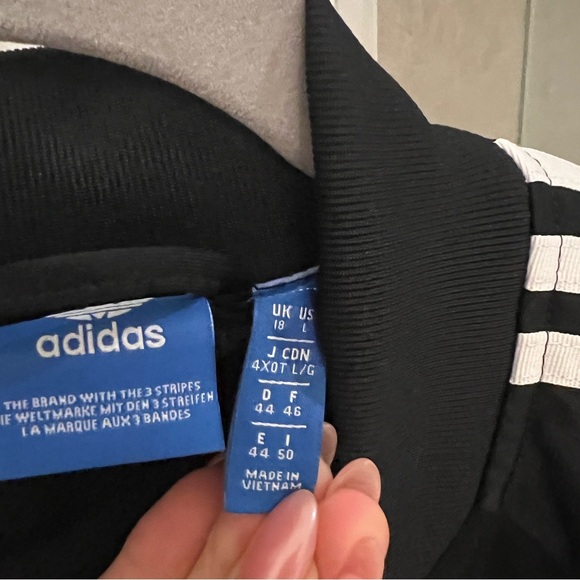 adidas
THE BRAND WITH THE 3 STRIPES
IE WELTMARKE MIT DEN 3 STREIFEN
LA MARQUE AUX 3 BANDES
UK US
18 L
J CDN
4XOT L/G
D F
44 46
E I
44 50
MADE IN
VIETNAM